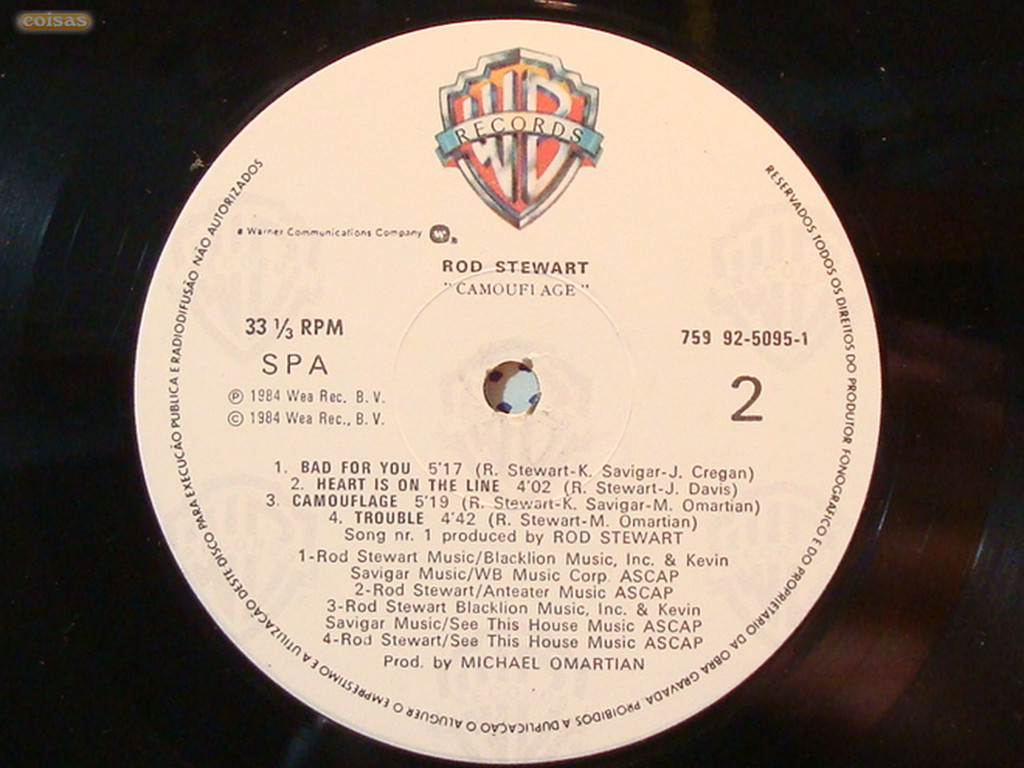 coisas
WB
RECORDS
a Warner Communications Company
ROD STEWART
"CAMOUFLAGE"
33 ⅓ RPM
759 92-5095-1
SPA
2
℗ 1984 Wea Rec. B. V.
© 1984 Wea Rec., B. V.
1. BAD FOR YOU 5'17 (R. Stewart-K. Savigar-J. Cregan)
2. HEART IS ON THE LINE 4'02 (R. Stewart-J. Davis)
3. CAMOUFLAGE 5'19 (R. Stewart-K. Savigar-M. Omartian)
4. TROUBLE 4'42 (R. Stewart-M. Omartian)
Song nr. 1 produced by ROD STEWART
1-Rod Stewart Music/Blacklion Music, Inc. & Kevin
Savigar Music/WB Music Corp. ASCAP
2-Rod Stewart/Anteater Music ASCAP
3-Rod Stewart Blacklion Music, Inc. & Kevin
Savigar Music/See This House Music ASCAP
4-Rod Stewart/See This House Music ASCAP
Prod. by MICHAEL OMARTIAN
RESERVADOS TODOS OS DIREITOS DO PRODUTOR FONOGRÁFICO E DO PROPRIETÁRIO DA OBRA GRAVADA. PROIBIDOS A DUPLICAÇÃO O ALUGUER O EMPRÉSTIMO E A UTILIZAÇÃO DESTE DISCO PARA EXECUÇÃO PUBLICA E RADIODIFUSÃO NÃO AUTORIZADOS